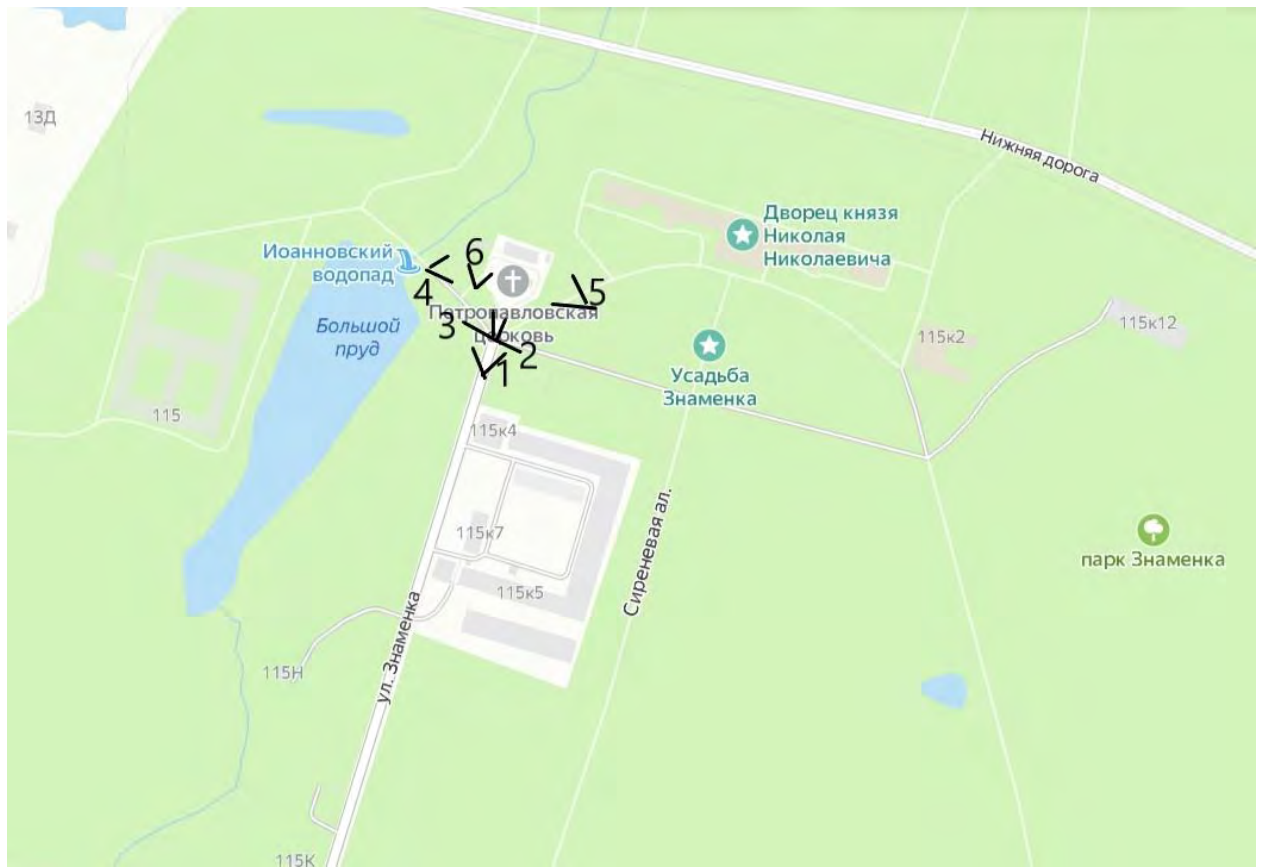 13Д
Нижняя дорога
Дворец князя
Николая
Николаевича
Иоанновский
водопад
6
4
5
Петропавловская
церковь
3
Большой
пруд
2
1
115к2
115к12
Усадьба
Знаменка
115
115к4
Сиреневая ал.
115к7
парк Знаменка
115к5
ул. Знаменка
115Н
115К